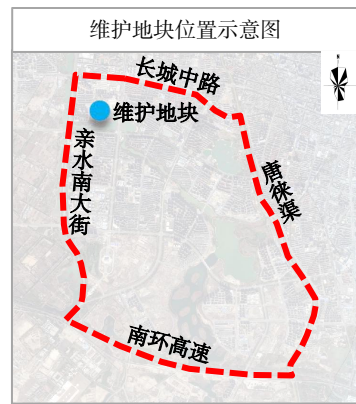 维护地块位置示意图
长城中路
维护地块
亲水南大街
唐徕渠
南环高速